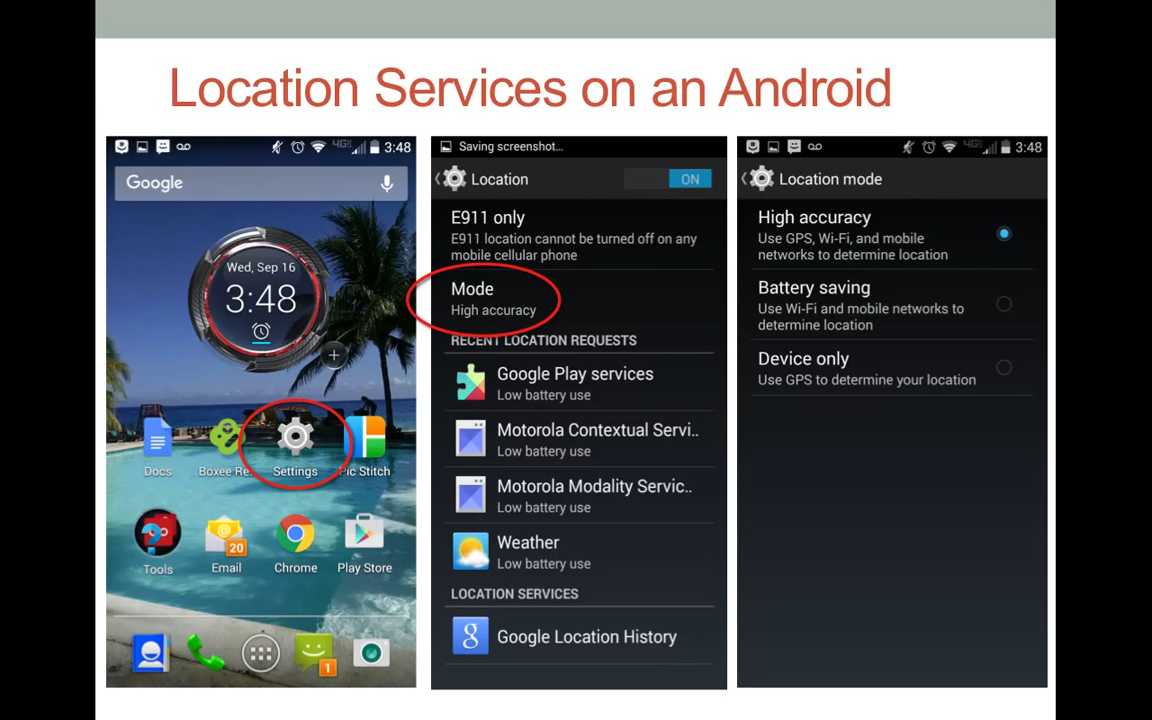 Location Services on an Android
4G
3:48
Google
Wed, Sep 16
3:48
Docs
Boxee Re..
Settings
Pic Stitch
Tools
20
Email
Chrome
Play Store
1
Saving screenshot...
Location
ON
E911 only
E911 location cannot be turned off on any
mobile cellular phone
Mode
High accuracy
RECENT LOCATION REQUESTS
Google Play services
Low battery use
Motorola Contextual Servi..
Low battery use
Motorola Modality Servic..
Low battery use
Weather
Low battery use
LOCATION SERVICES
g
Google Location History
4G
3:48
Location mode
High accuracy
Use GPS, Wi-Fi, and mobile
networks to determine location
Battery saving
Use Wi-Fi and mobile networks to
determine location
Device only
Use GPS to determine your location